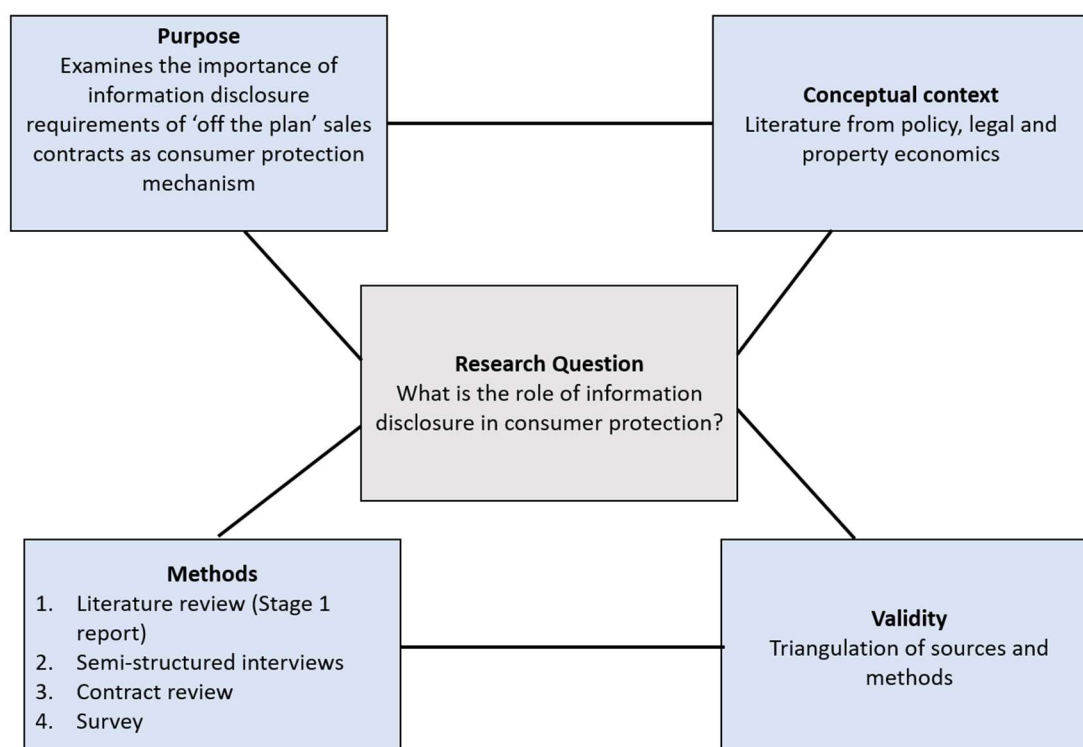 Purpose
Examines the importance of
information disclosure
requirements of ‘off the plan’ sales
contracts as consumer protection
mechanism
Conceptual context
Literature from policy, legal and
property economics
Research Question
What is the role of information
disclosure in consumer protection?
Methods
1. Literature review (Stage 1
report)
2. Semi-structured interviews
3. Contract review
4. Survey
Validity
Triangulation of sources and
methods